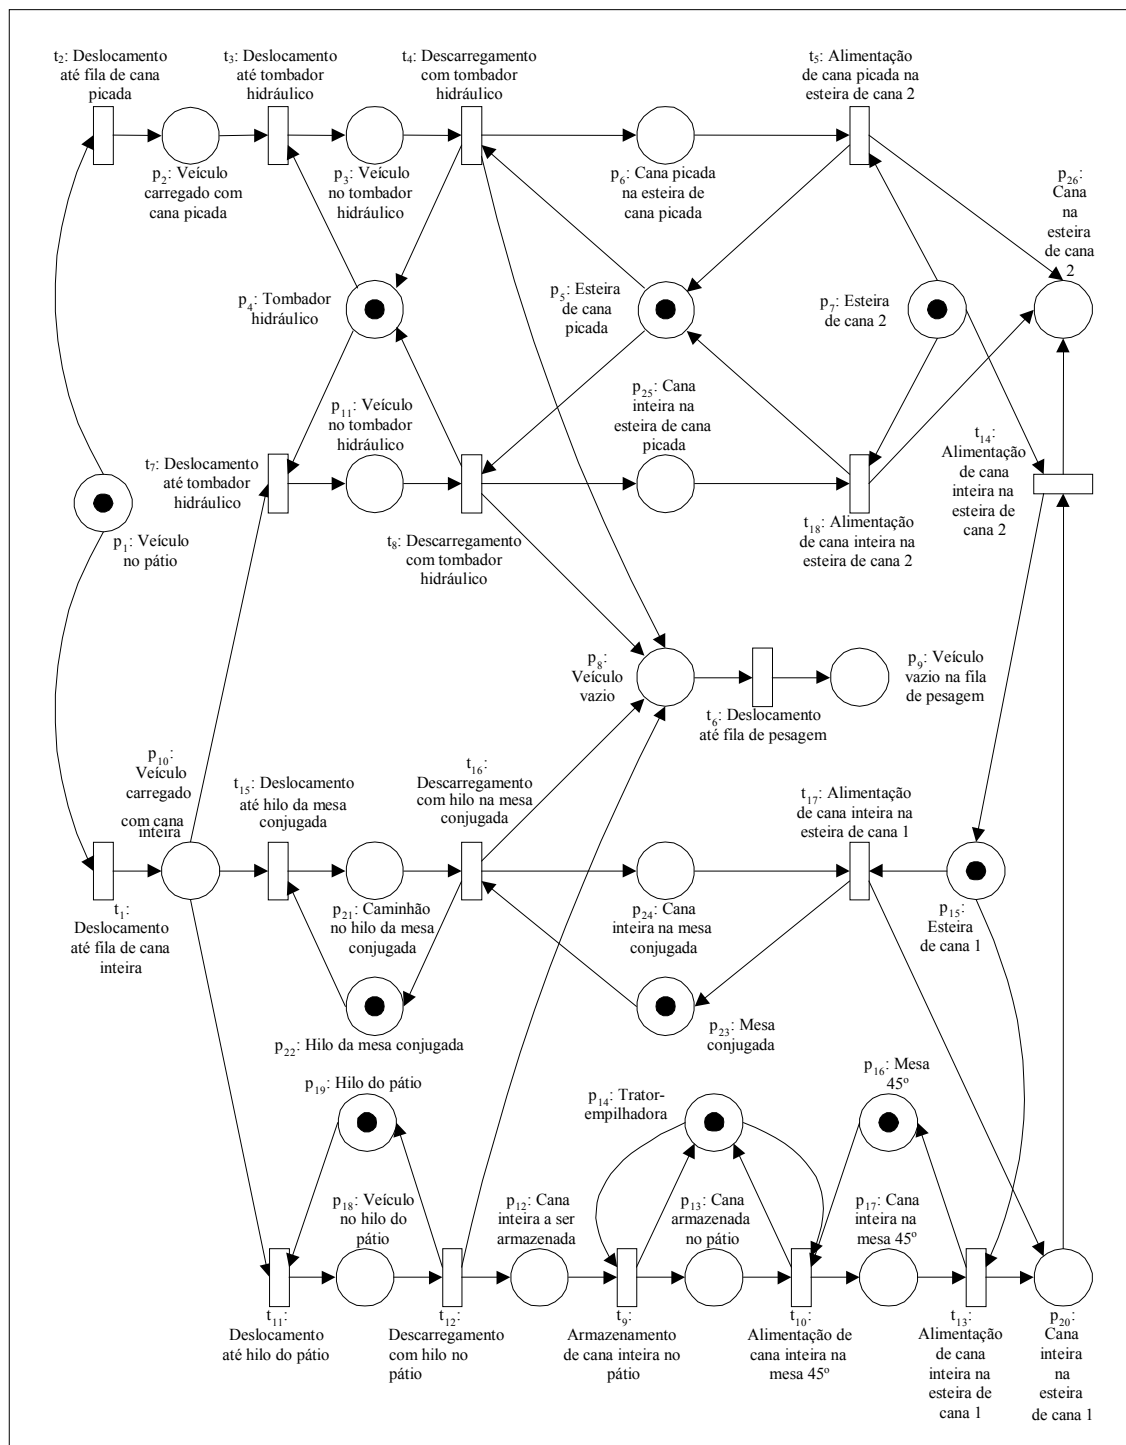 t2: Deslocamento
até fila de cana
picada
t3: Deslocamento
até tombador
hidráulico
t4: Descarregamento
com tombador
hidráulico
t5: Alimentação
de cana picada na
esteira de cana 2
p2: Veículo
carregado com
cana picada
p3: Veículo
no tombador
hidráulico
p6: Cana picada
na esteira de
cana picada
p26:
Cana
na
esteira
de cana
2
p4: Tombador
hidráulico
p5: Esteira
de cana
picada
p7: Esteira
de cana 2
p11: Veículo
no tombador
hidráulico
p25: Cana
inteira na
esteira de cana
picada
t7: Deslocamento
até tombador
hidráulico
t14:
Alimentação
de cana
inteira na
esteira de
cana 2
p1: Veículo
no pátio
t8: Descarregamento
com tombador
hidráulico
t18: Alimentação
de cana inteira na
esteira de cana 2
p8:
Veículo
vazio
p9: Veículo
vazio na fila
de pesagem
t6: Deslocamento
até fila de pesagem
p10:
Veículo
carregado
com cana
inteira
t15: Deslocamento
até hilo da mesa
conjugada
t16:
Descarregamento
com hilo na mesa
conjugada
t17: Alimentação
de cana inteira na
esteira de cana 1
t1:
Deslocamento
até fila de cana
inteira
p21: Caminhão
no hilo da mesa
conjugada
p24: Cana
inteira na
mesa conjugada
p15:
Esteira
de cana 1
p22: Hilo da mesa conjugada
p23: Mesa
conjugada
p19: Hilo do pátio
p14: Trator-
empilhadora
p16: Mesa
45º
p18: Veículo
no hilo do
pátio
p12: Cana
inteira a ser
armazenada
p13: Cana
armazenada
no pátio
p17: Cana
inteira na
mesa 45º
t11:
Deslocamento
até hilo do pátio
t12:
Descarregamento
com hilo no
pátio
t9:
Armazenamento
de cana inteira no
pátio
t10:
Alimentação de
cana inteira na
mesa 45º
t13:
Alimentação
de cana
inteira na
esteira de
cana 1
p20:
Cana
inteira
na
esteira
de cana 1